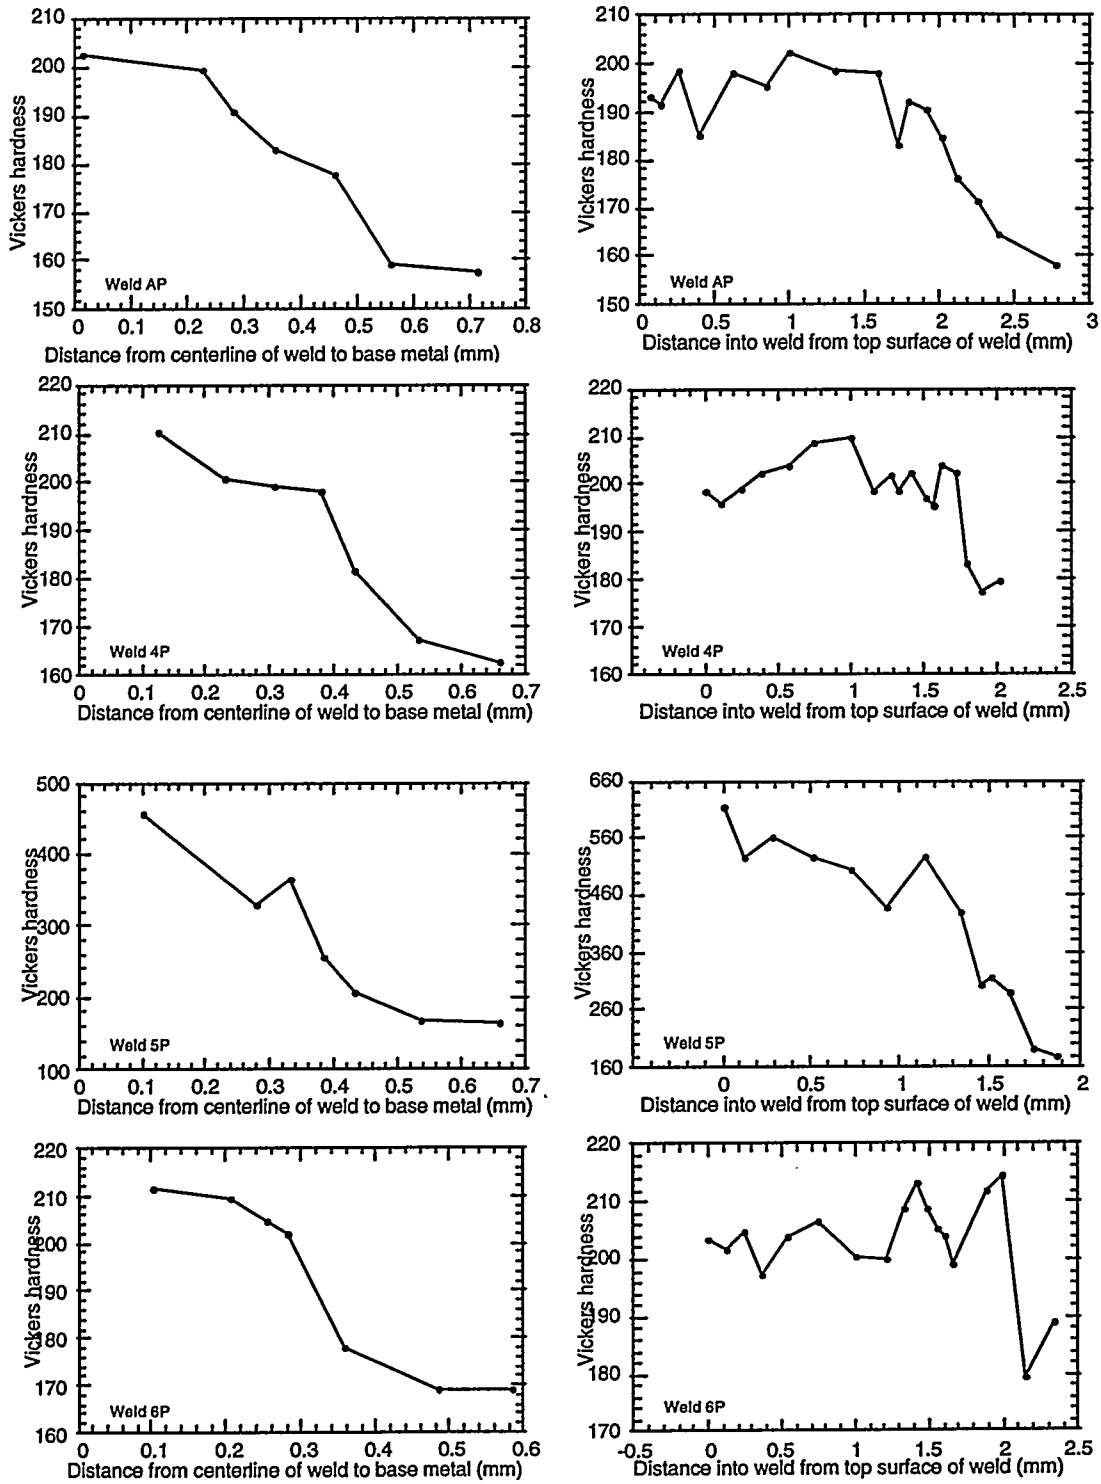 210
200
190
180
170
160
150
Vickers hardness
Weld AP
0 0.1 0.2 0.3 0.4 0.5 0.6 0.7 0.8
Distance from centerline of weld to base metal (mm)
210
200
190
180
170
160
150
Vickers hardness
Weld AP
0 0.5 1 1.5 2 2.5 3
Distance into weld from top surface of weld (mm)
220
210
200
190
180
170
160
Vickers hardness
Weld 4P
0 0.1 0.2 0.3 0.4 0.5 0.6 0.7
Distance from centerline of weld to base metal (mm)
220
210
200
190
180
170
160
Vickers hardness
Weld 4P
0 0.5 1 1.5 2 2.5
Distance into weld from top surface of weld (mm)
500
400
300
200
100
Vickers hardness
Weld 5P
0 0.1 0.2 0.3 0.4 0.5 0.6 0.7
Distance from centerline of weld to base metal (mm)
660
560
460
360
260
160
Vickers hardness
Weld 5P
0 0.5 1 1.5 2
Distance into weld from top surface of weld (mm)
220
210
200
190
180
170
160
Vickers hardness
Weld 6P
0 0.1 0.2 0.3 0.4 0.5 0.6
Distance from centerline of weld to base metal (mm)
220
210
200
190
180
170
Vickers hardness
Weld 6P
-0.5 0 0.5 1 1.5 2 2.5
Distance into weld from top surface of weld (mm)